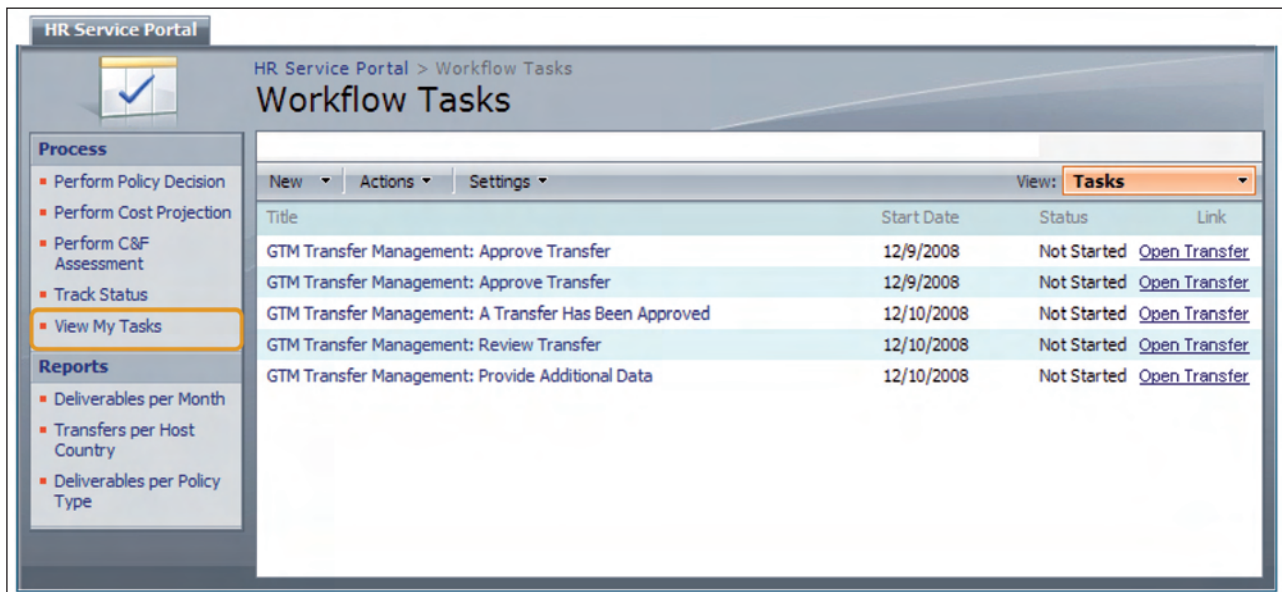 HR Service Portal
HR Service Portal > Workflow Tasks
Workflow Tasks
Process
Perform Policy Decision
Perform Cost Projection
Perform C&F
Assessment
Track Status
View My Tasks
Reports
Deliverables per Month
Transfers per Host
Country
Deliverables per Policy
Type
New Actions Settings View: Tasks
Title Start Date Status Link
GTM Transfer Management: Approve Transfer 12/9/2008 Not Started Open Transfer
GTM Transfer Management: Approve Transfer 12/9/2008 Not Started Open Transfer
GTM Transfer Management: A Transfer Has Been Approved 12/10/2008 Not Started Open Transfer
GTM Transfer Management: Review Transfer 12/10/2008 Not Started Open Transfer
GTM Transfer Management: Provide Additional Data 12/10/2008 Not Started Open Transfer